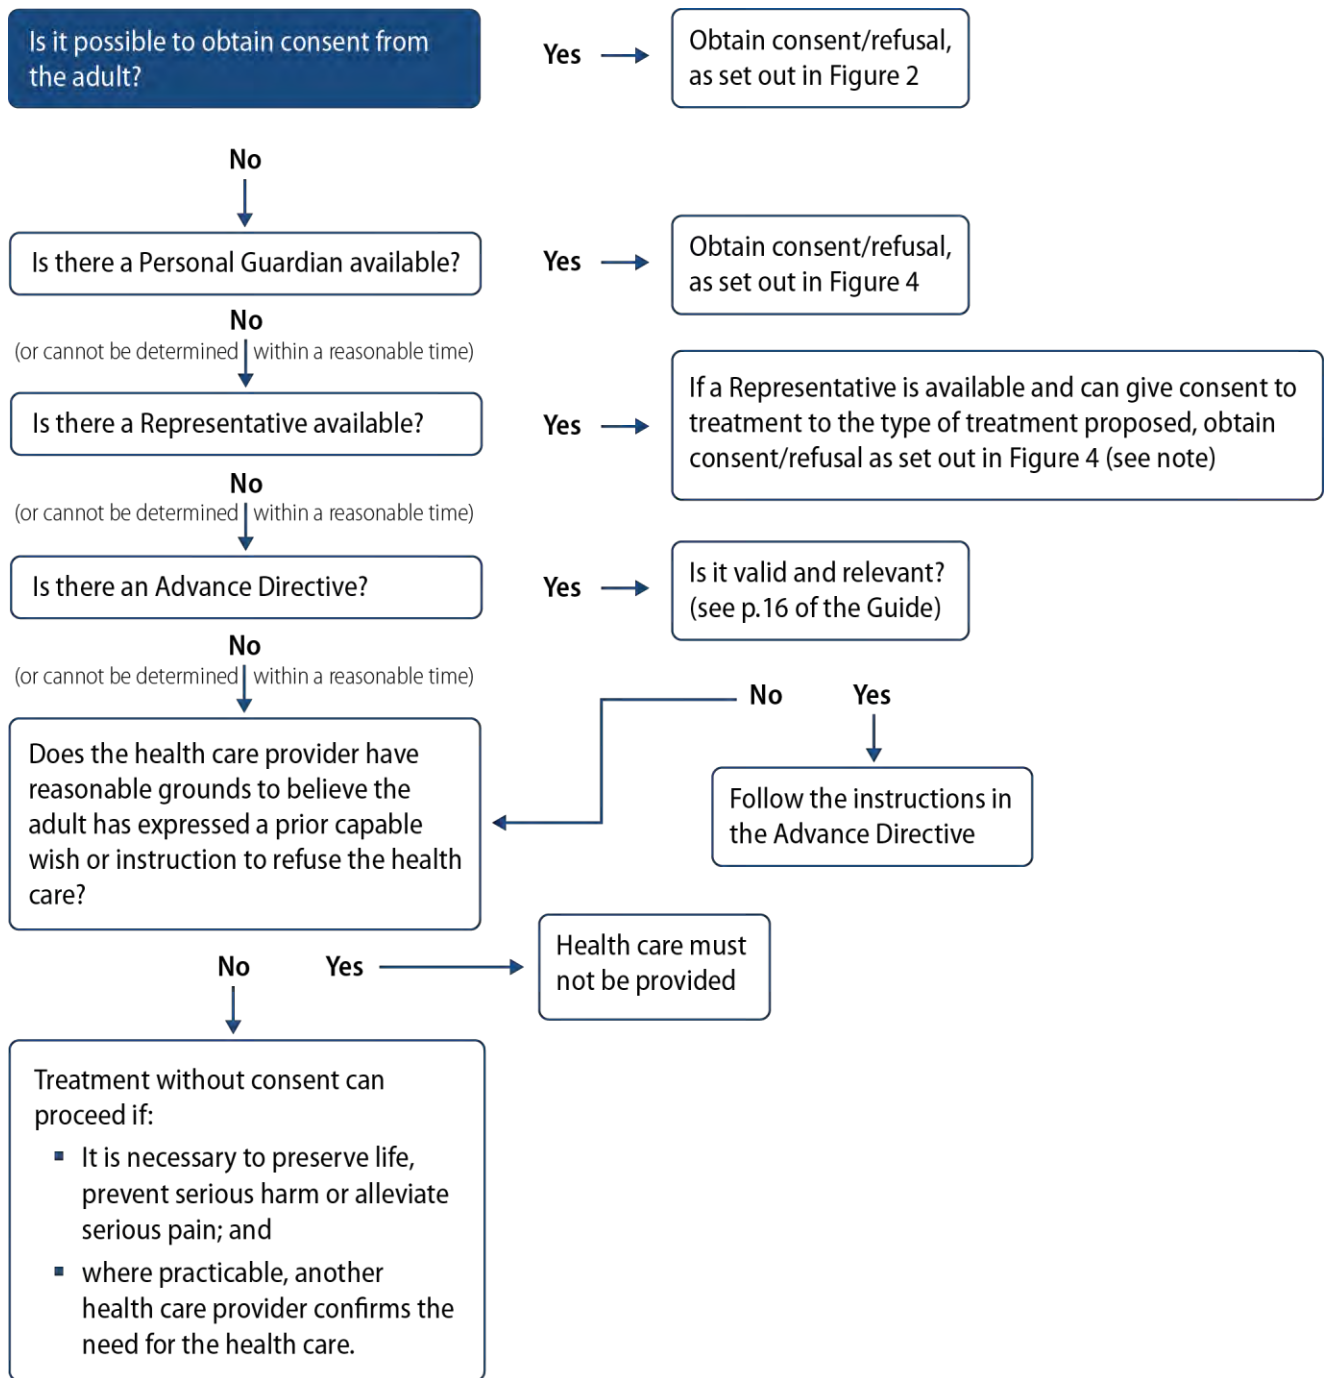 Is it possible to obtain consent from
the adult?
Yes
Obtain consent/refusal,
as set out in Figure 2
No
Is there a Personal Guardian available?
Yes
Obtain consent/refusal,
as set out in Figure 4
No
(or cannot be determined within a reasonable time)
Is there a Representative available?
Yes
If a Representative is available and can give consent to
treatment to the type of treatment proposed, obtain
consent/refusal as set out in Figure 4 (see note)
No
(or cannot be determined within a reasonable time)
Is there an Advance Directive?
Yes
Is it valid and relevant?
(see p.16 of the Guide)
No
(or cannot be determined within a reasonable time)
No
Yes
Follow the instructions in
the Advance Directive
Does the health care provider have
reasonable grounds to believe the
adult has expressed a prior capable
wish or instruction to refuse the health
care?
No
Yes
Health care must
not be provided
Treatment without consent can
proceed if:
▪ It is necessary to preserve life,
prevent serious harm or alleviate
serious pain; and
▪ where practicable, another
health care provider confirms the
need for the health care.